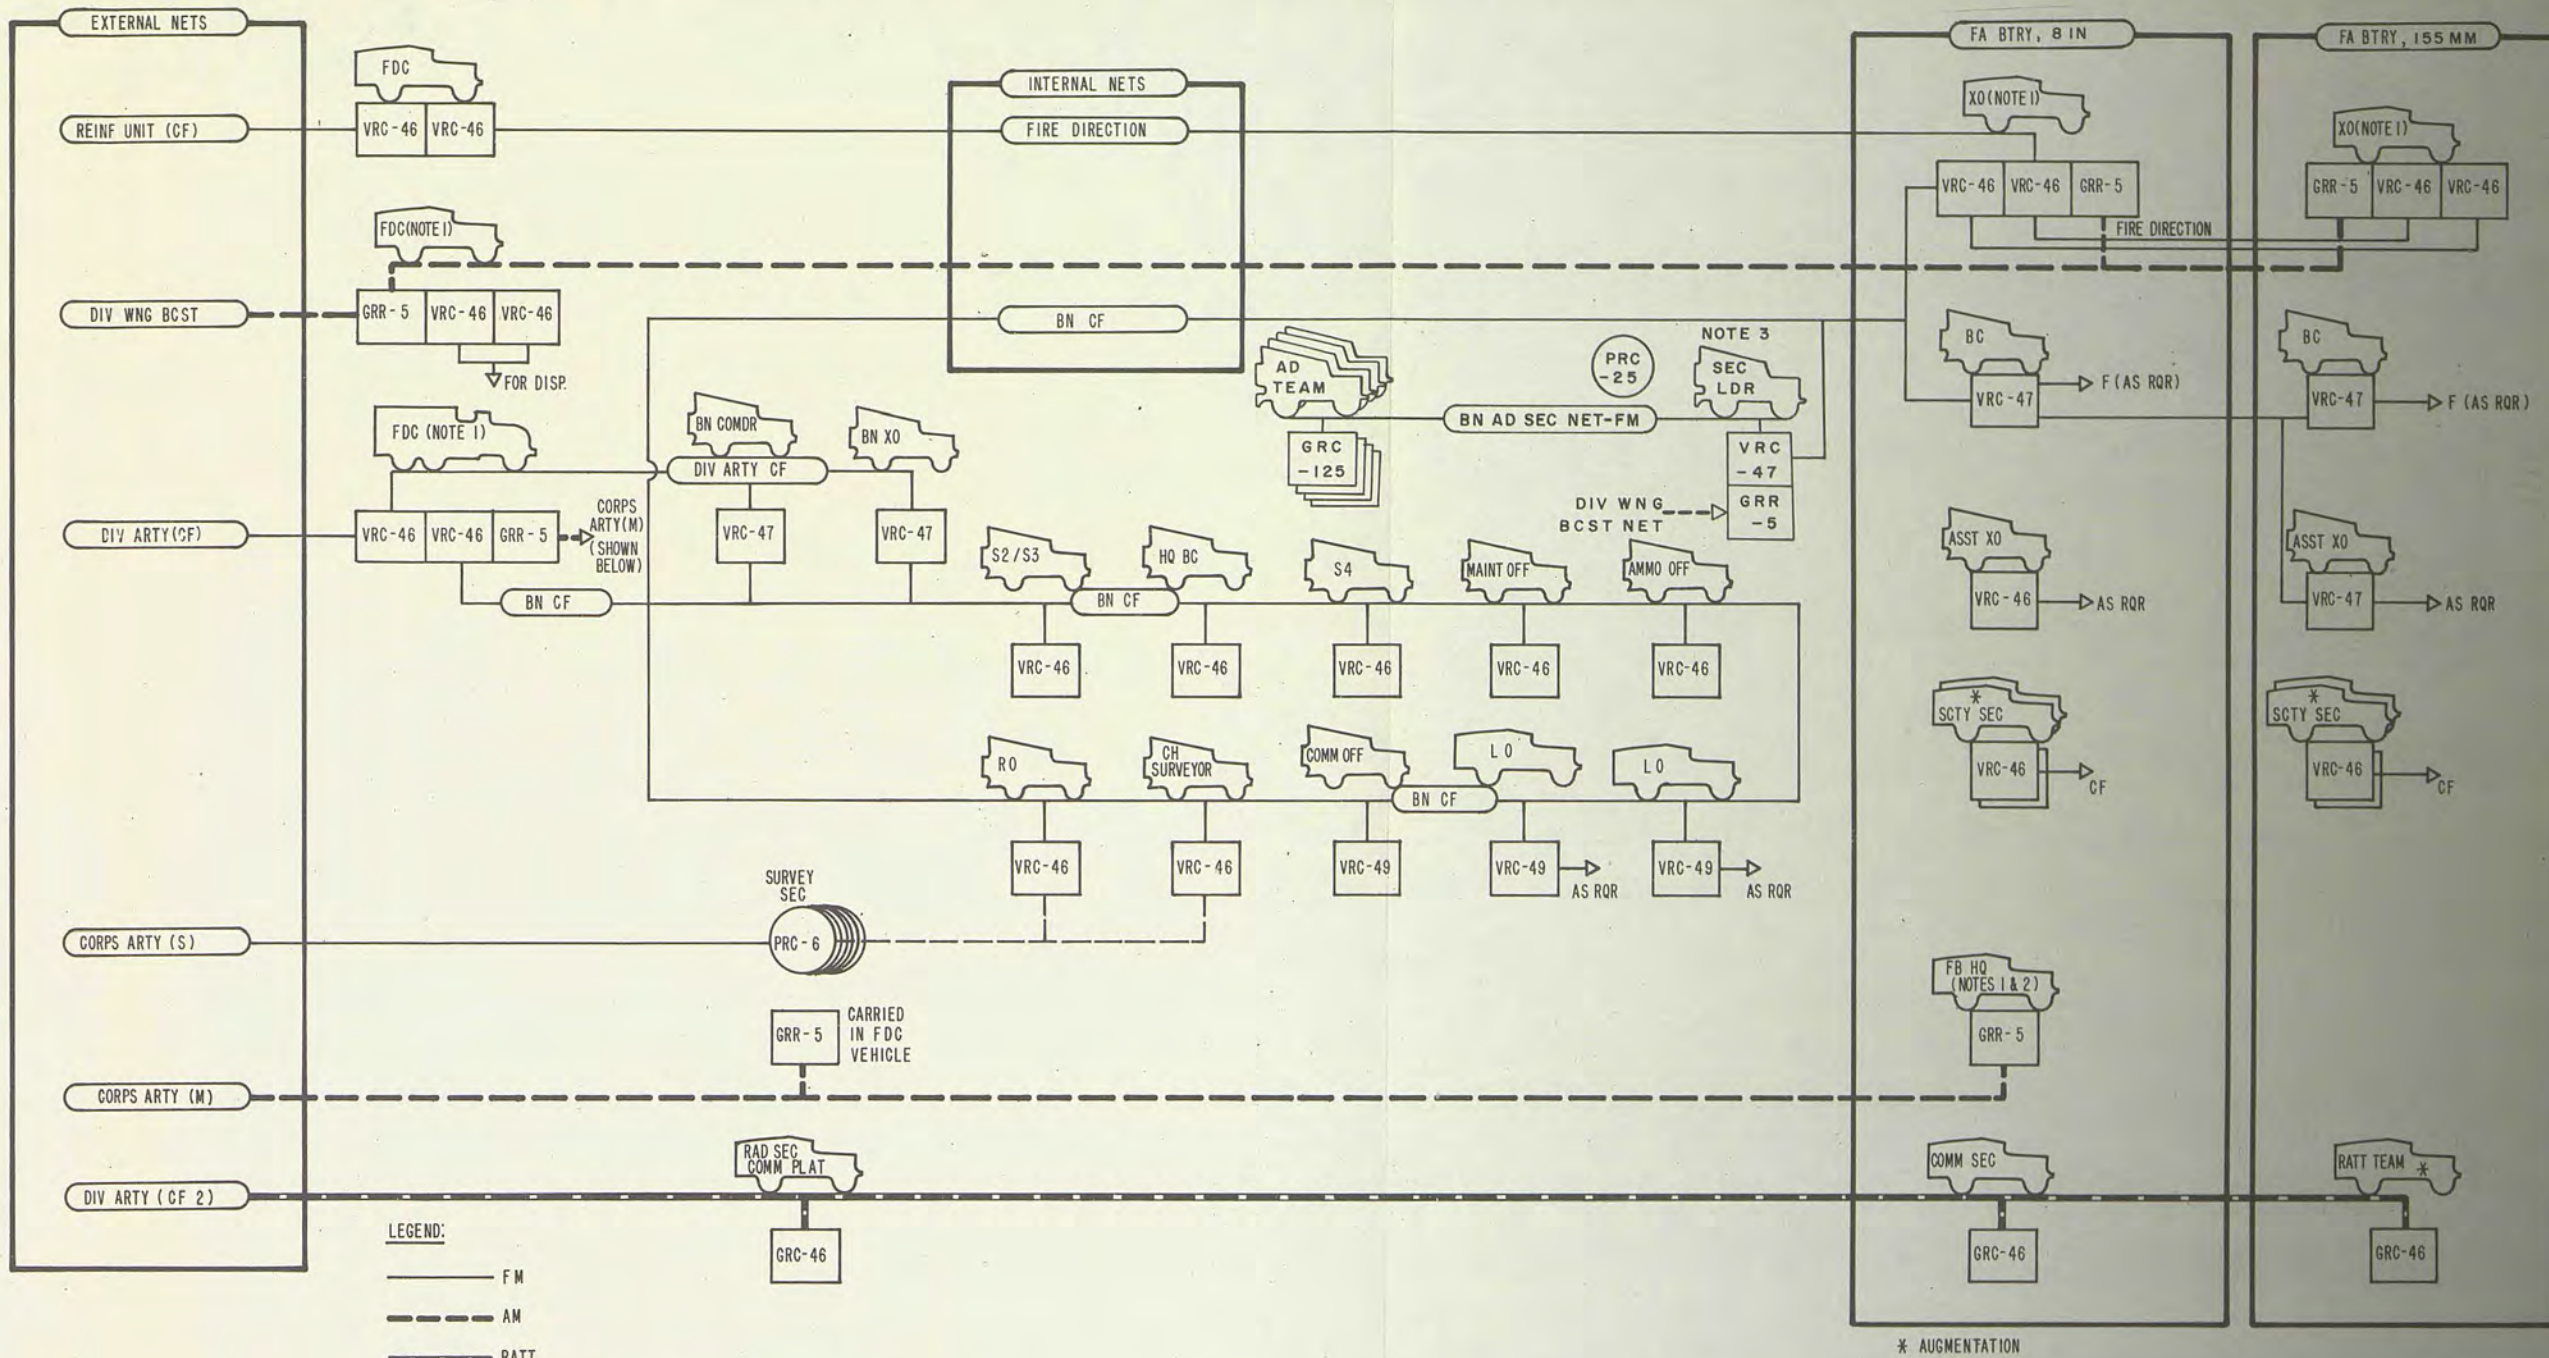 EXTERNAL NETS
REINF UNIT (CF)
DIV WNG BCST
DIV ARTY (CF)
CORPS ARTY (S)
CORPS ARTY (M)
DIV ARTY (CF 2)
FDC
VRC-46 VRC-46
FDC (NOTE 1)
GRR-5 VRC-46 VRC-46
FOR DISP.
FDC (NOTE 1)
VRC-46 VRC-46 GRR-5
CORPS
ARTY(M)
(SHOWN
BELOW)
BN CF
BN COMDR
DIV ARTY CF
VRC-47
BN XO
VRC-47
INTERNAL NETS
FIRE DIRECTION
BN CF
AD
TEAM
GRC
-125
BN AD SEC NET-FM
PRC
-25
NOTE 3
SEC
LDR
VRC
-47
GRR
-5
DIV WNG
BCST NET
S2/S3
HQ BC
S4
MAINT OFF
AMMO OFF
BN CF
VRC-46
VRC-46
VRC-46
VRC-46
VRC-46
RO
CH
SURVEYOR
COMM OFF
LO
LO
BN CF
VRC-46
VRC-46
VRC-49
VRC-49
AS RQR
VRC-49
AS RQR
SURVEY
SEC
PRC-6
GRR-5
CARRIED
IN FDC
VEHICLE
RAD SEC
COMM PLAT
GRC-46
FA BTRY, 8 IN
XO (NOTE 1)
VRC-46 VRC-46 GRR-5
FIRE DIRECTION
BC
VRC-47
F (AS RQR)
ASST XO
VRC-46
AS RQR
*
SCTY SEC
VRC-46
CF
FB HQ
(NOTES 1 & 2)
GRR-5
COMM SEC
GRC-46
FA BTRY, 155 MM
XO (NOTE 1)
GRR-5 VRC-46 VRC-46
BC
VRC-47
F (AS RQR)
ASST XO
VRC-47
AS RQR
*
SCTY SEC
VRC-46
CF
RATT TEAM *
GRC-46
LEGEND:
FM
AM
RATT
* AUGMENTATION